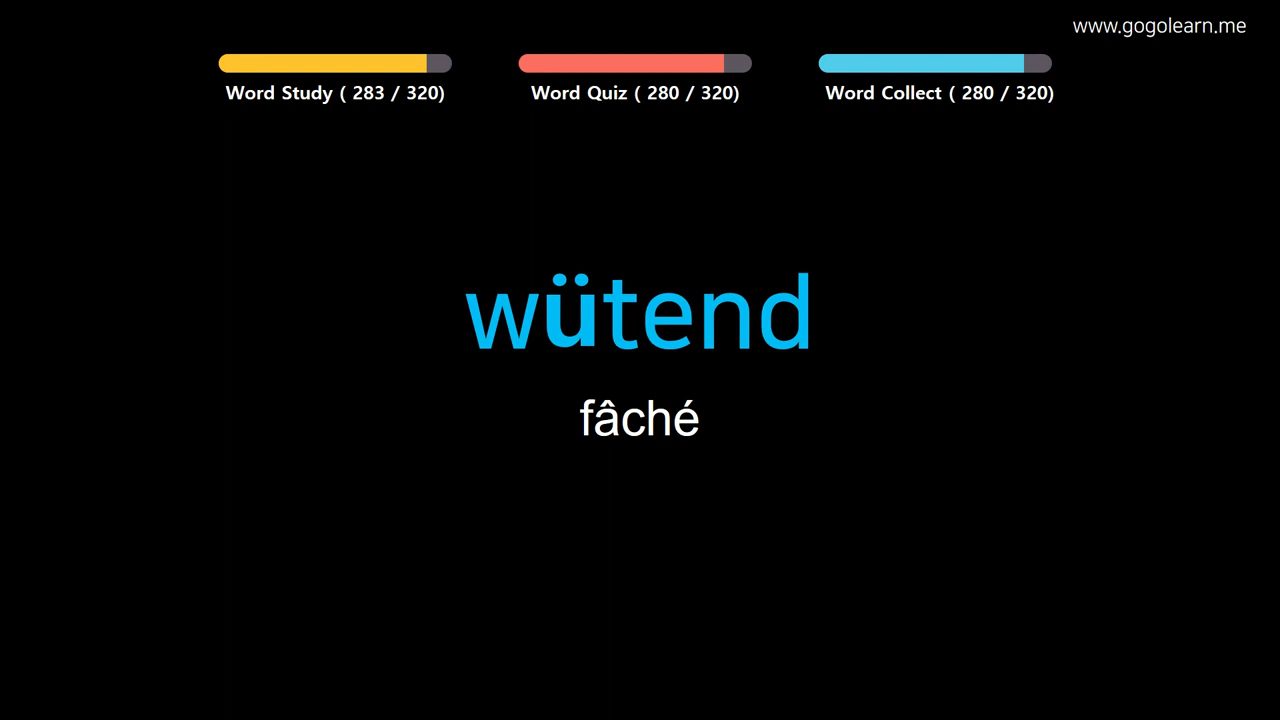 www.gogolearn.me
Word Study ( 283 / 320)
Word Quiz ( 280 / 320)
Word Collect ( 280 / 320)
wütend
fâché